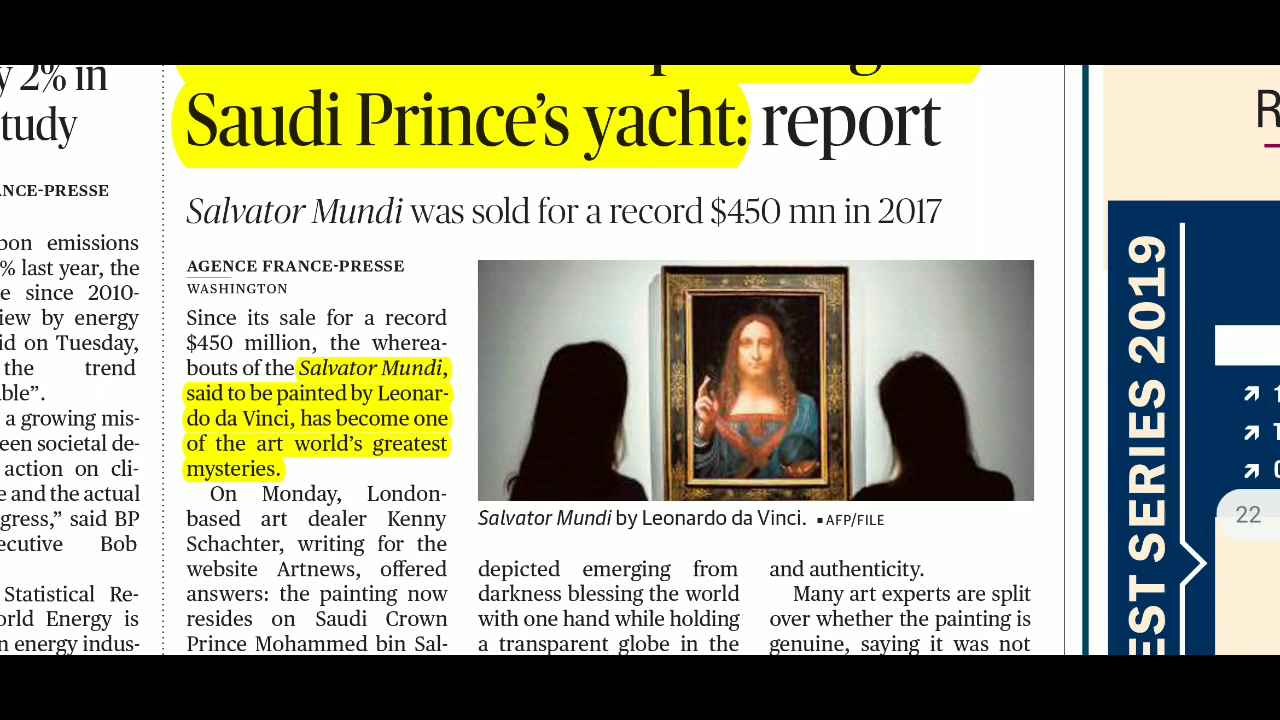 y 2% in
tudy
NCE-PRESSE
bon emissions
% last year, the
e since 2010-
iew by energy
id on Tuesday,
the trend
ble”.
a growing mis-
een societal de-
action on cli-
e and the actual
gress,” said BP
ecutive Bob
Statistical Re-
orld Energy is
n energy indus-
Saudi Prince’s yacht: report
Salvator Mundi was sold for a record $450 mn in 2017
AGENCE FRANCE-PRESSE
WASHINGTON
Since its sale for a record
$450 million, the wherea-
bouts of the Salvator Mundi,
said to be painted by Leonar-
do da Vinci, has become one
of the art world’s greatest
mysteries.
On Monday, London-
based art dealer Kenny
Schachter, writing for the
website Artnews, offered
answers: the painting now
resides on Saudi Crown
Prince Mohammed bin Sal-
Salvator Mundi by Leonardo da Vinci. ▪AFP/FILE
depicted emerging from
darkness blessing the world
with one hand while holding
a transparent globe in the
and authenticity.
Many art experts are split
over whether the painting is
genuine, saying it was not
R
EST SERIES 2019
22